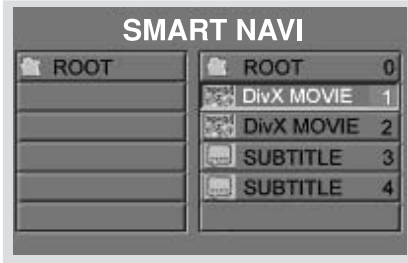 SMART NAVI
ROOT
ROOT 0
DivX MOVIE 1
DivX MOVIE 2
SUBTITLE 3
SUBTITLE 4